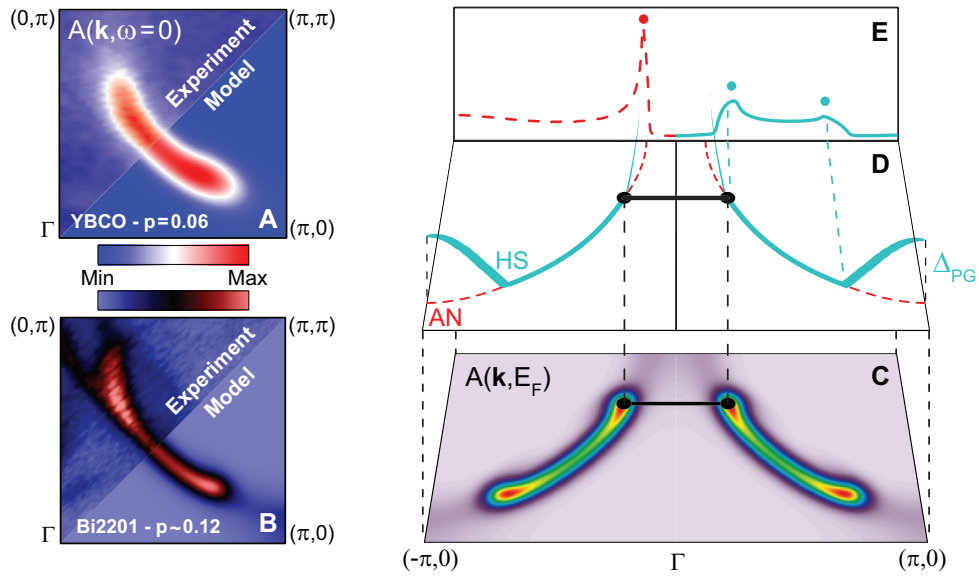 (0,π)
(π,π)
A(k,ω=0)
Experiment
Model
YBCO - p=0.06
A
Γ
(π,0)
Min
Max
(0,π)
(π,π)
Experiment
Model
Bi2201 - p~0.12
B
Γ
(π,0)
E
D
HS
Δ_PG
AN
A(k,E_F)
C
(-π,0)
Γ
(π,0)